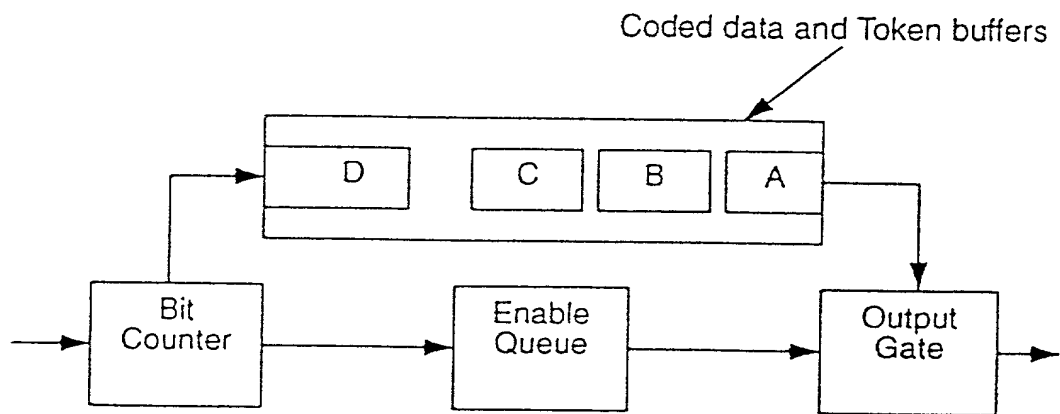 Coded data and Token buffers
D
C
B
A
Bit
Counter
Enable
Queue
Output
Gate